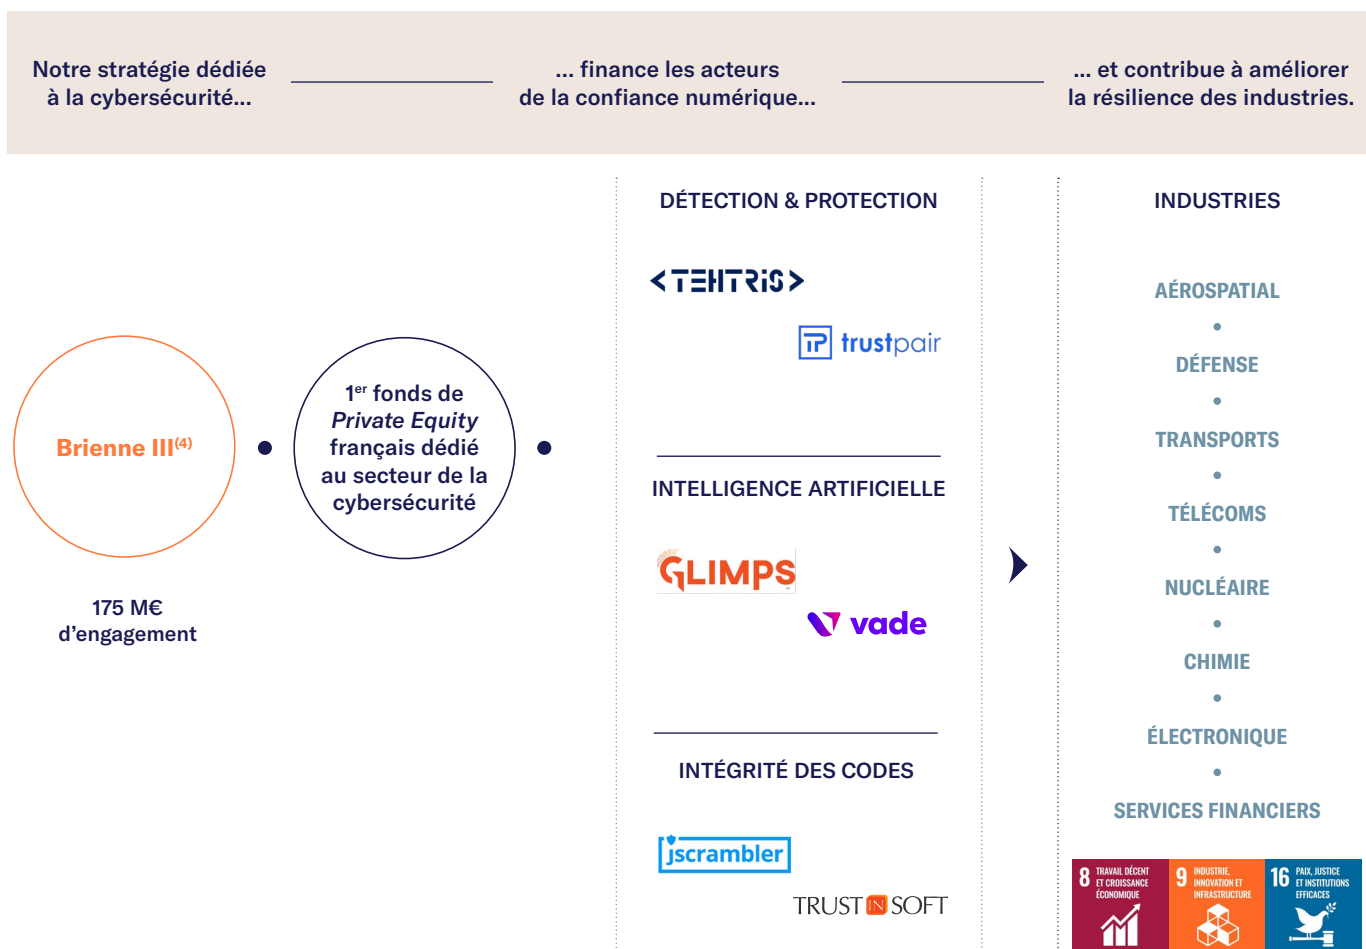 Notre stratégie dédiée
à la cybersécurité...
... finance les acteurs
de la confiance numérique...
... et contribue à améliorer
la résilience des industries.
Brienne III(4)
175 M€
d'engagement
1er fonds de
Private Equity
français dédié
au secteur de la
cybersécurité
DÉTECTION & PROTECTION
<TEHTRiS>
TP trustpair
INTELLIGENCE ARTIFICIELLE
GLIMPS
vade
INTÉGRITÉ DES CODES
jscrambler
TRUST IN SOFT
INDUSTRIES
AÉROSPATIAL
•
DÉFENSE
•
TRANSPORTS
•
TÉLÉCOMS
•
NUCLÉAIRE
•
CHIMIE
•
ÉLECTRONIQUE
•
SERVICES FINANCIERS
8 TRAVAIL DÉCENT
ET CROISSANCE
ÉCONOMIQUE
9 INDUSTRIE,
INNOVATION ET
INFRASTRUCTURE
16 PAIX, JUSTICE
ET INSTITUTIONS
EFFICACES